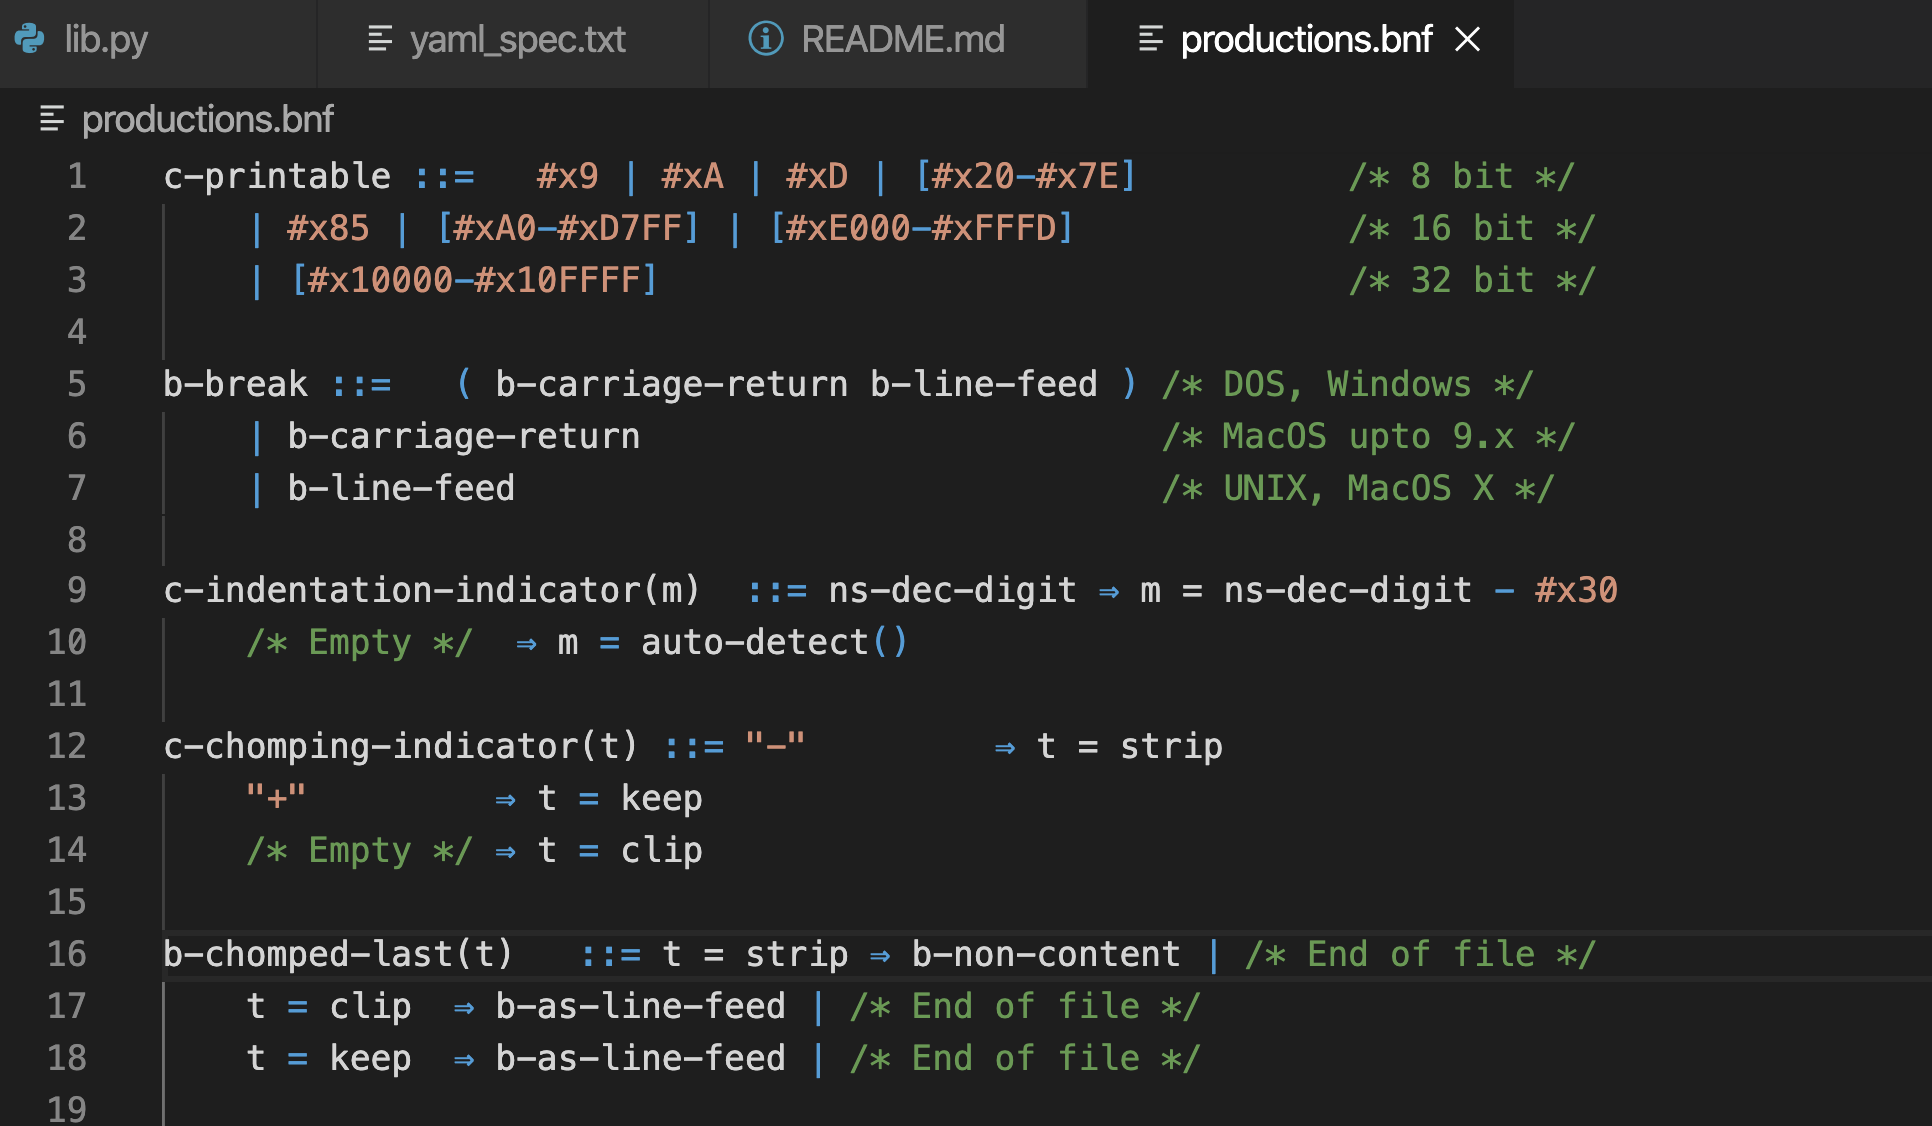 lib.py yaml_spec.txt README.md productions.bnf
productions.bnf
1 c-printable ::=   #x9 | #xA | #xD | [#x20-#x7E]          /* 8 bit */
2     | #x85 | [#xA0-#xD7FF] | [#xE000-#xFFFD]             /* 16 bit */
3     | [#x10000-#x10FFFF]                                 /* 32 bit */
4
5 b-break ::=   ( b-carriage-return b-line-feed ) /* DOS, Windows */
6     | b-carriage-return                         /* MacOS upto 9.x */
7     | b-line-feed                               /* UNIX, MacOS X */
8
9 c-indentation-indicator(m)  ::= ns-dec-digit ⇒ m = ns-dec-digit - #x30
10     /* Empty */  ⇒ m = auto-detect()
11
12 c-chomping-indicator(t) ::= "-"         ⇒ t = strip
13     "+"         ⇒ t = keep
14     /* Empty */ ⇒ t = clip
15
16 b-chomped-last(t)   ::= t = strip ⇒ b-non-content | /* End of file */
17     t = clip  ⇒ b-as-line-feed | /* End of file */
18     t = keep  ⇒ b-as-line-feed | /* End of file */
19